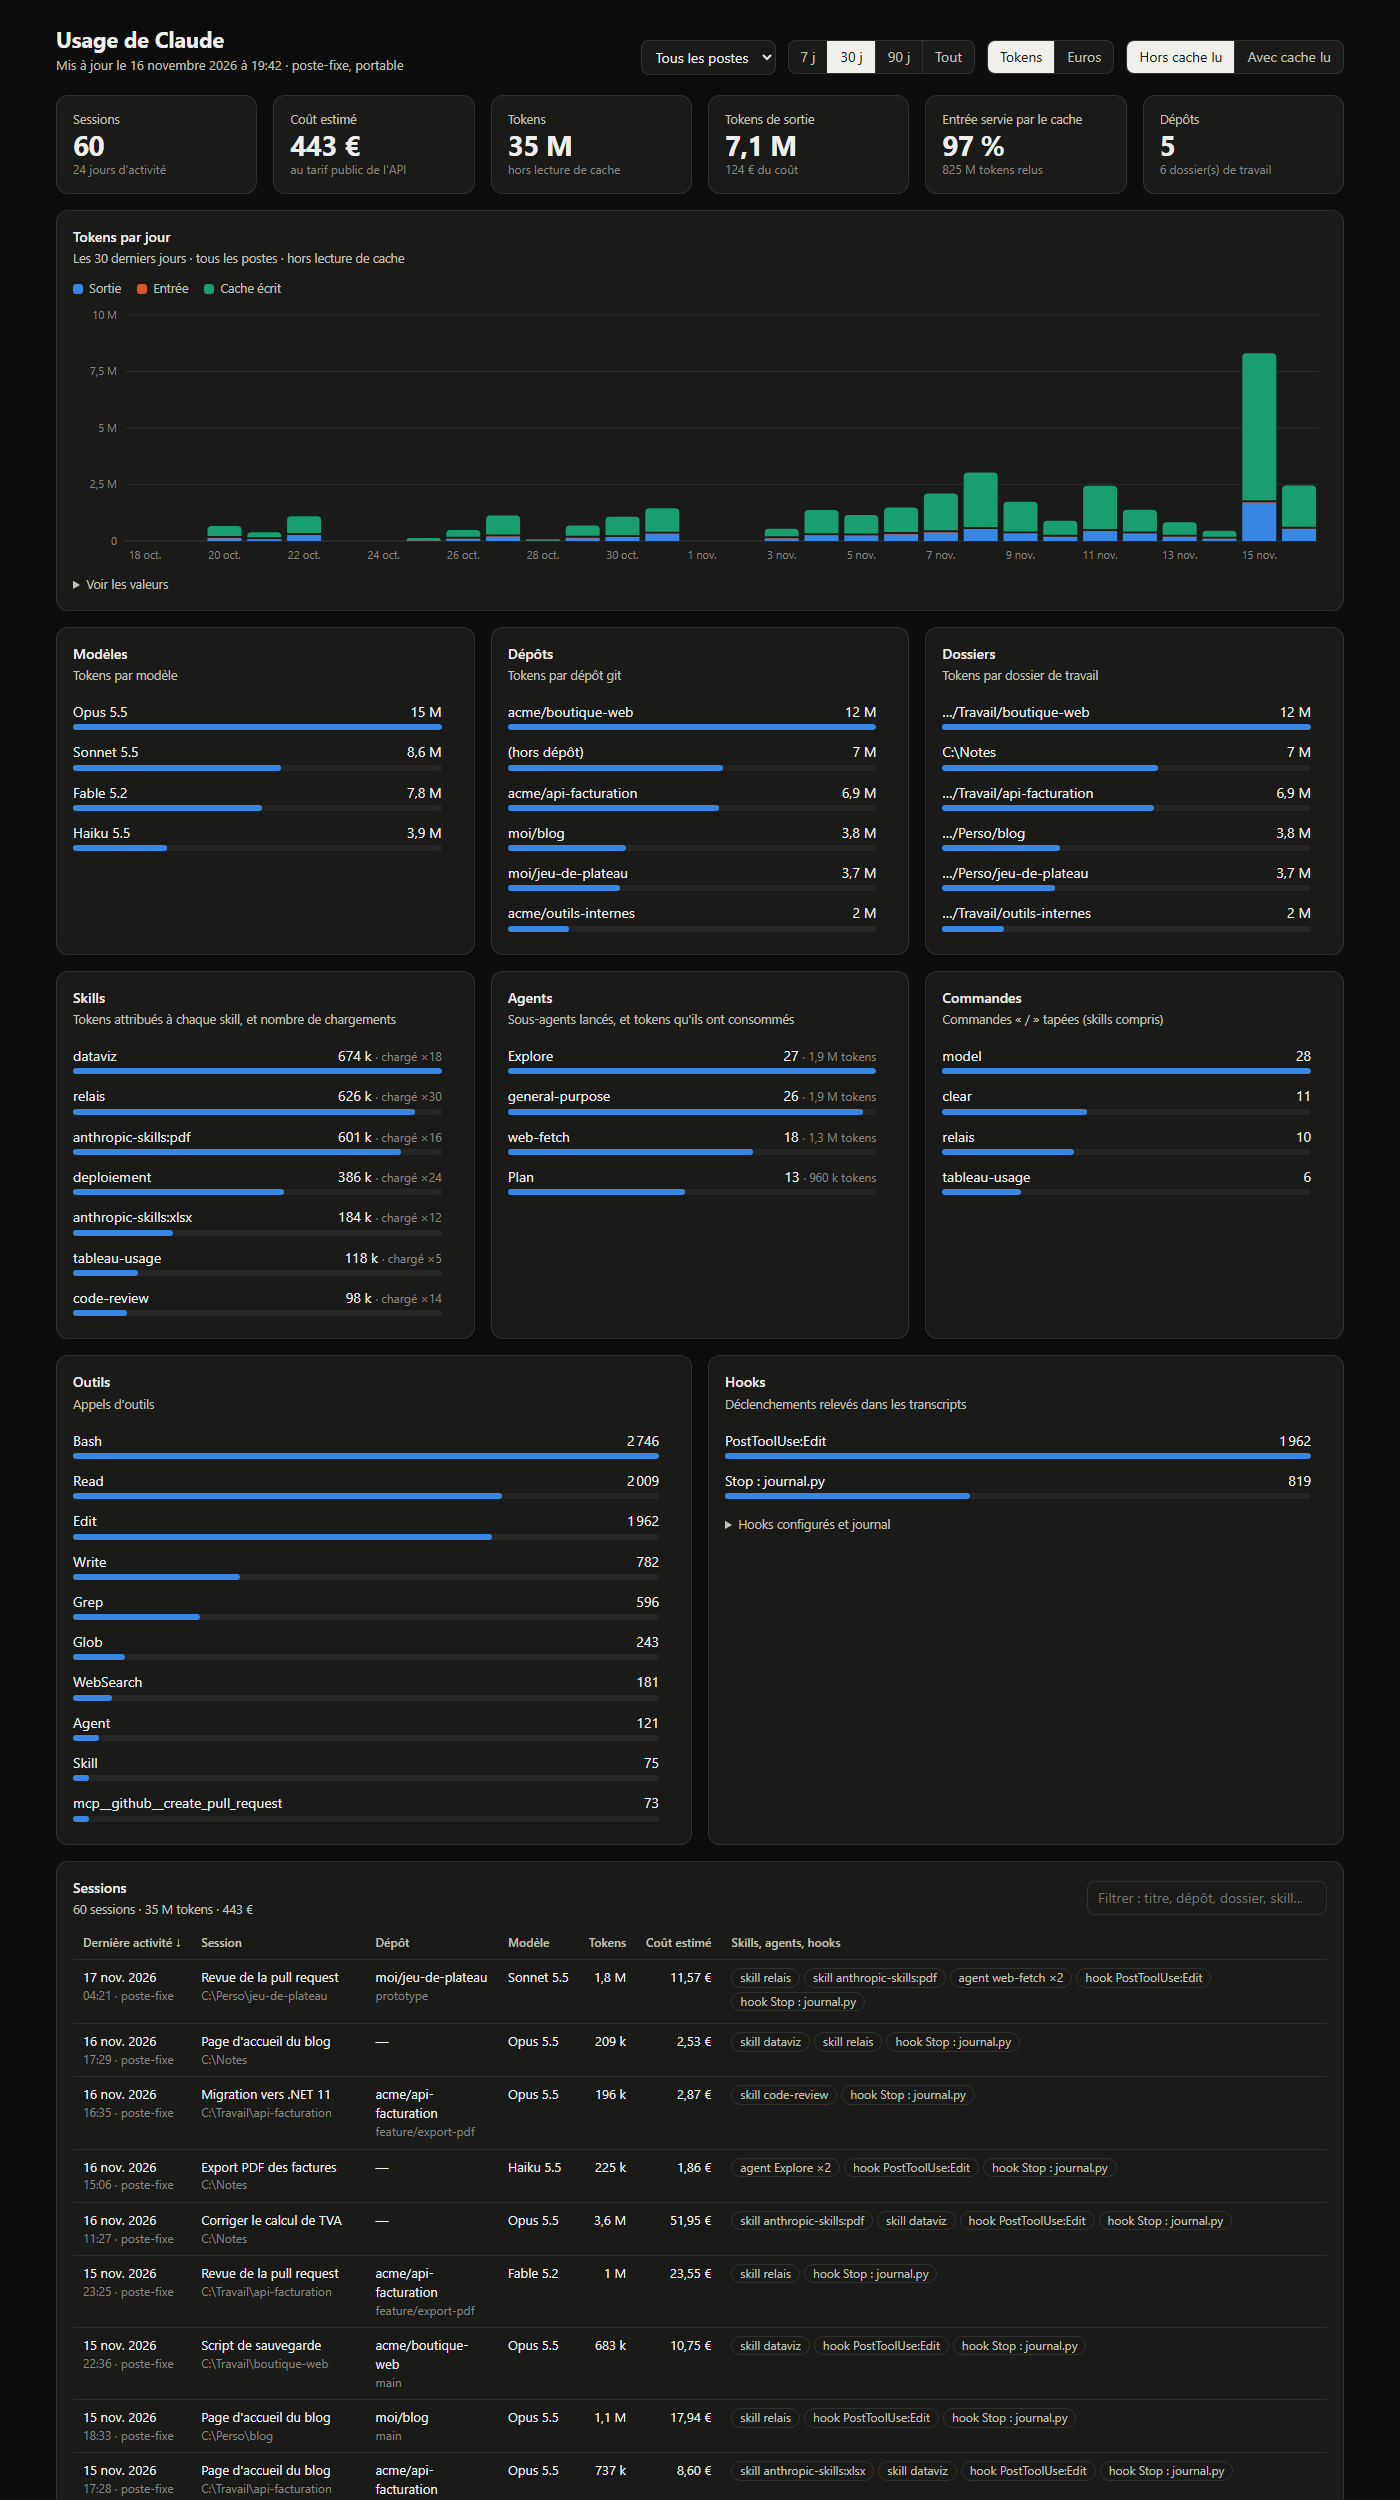 Usage de Claude
Mis à jour le 16 novembre 2026 à 19:42 · poste-fixe, portable
Tous les postes
7 j 30 j 90 j Tout
Tokens Euros
Hors cache lu Avec cache lu
Sessions
60
24 jours d'activité
Coût estimé
443 €
au tarif public de l'API
Tokens
35 M
hors lecture de cache
Tokens de sortie
7,1 M
124 € du coût
Entrée servie par le cache
97 %
825 M tokens relus
Dépôts
5
6 dossier(s) de travail
Tokens par jour
Les 30 derniers jours · tous les postes · hors lecture de cache
Sortie Entrée Cache écrit
10 M
7,5 M
5 M
2,5 M
0
18 oct. 20 oct. 22 oct. 24 oct. 26 oct. 28 oct. 30 oct. 1 nov. 3 nov. 5 nov. 7 nov. 9 nov. 11 nov. 13 nov. 15 nov.
▶ Voir les valeurs
Modèles
Tokens par modèle
Opus 5.5 15 M
Sonnet 5.5 8,6 M
Fable 5.2 7,8 M
Haiku 5.5 3,9 M
Dépôts
Tokens par dépôt git
acme/boutique-web 12 M
(hors dépôt) 7 M
acme/api-facturation 6,9 M
moi/blog 3,8 M
moi/jeu-de-plateau 3,7 M
acme/outils-internes 2 M
Dossiers
Tokens par dossier de travail
…/Travail/boutique-web 12 M
C:\Notes 7 M
…/Travail/api-facturation 6,9 M
…/Perso/blog 3,8 M
…/Perso/jeu-de-plateau 3,7 M
…/Travail/outils-internes 2 M
Skills
Tokens attribués à chaque skill, et nombre de chargements
dataviz 674 k · chargé ×18
relais 626 k · chargé ×30
anthropic-skills:pdf 601 k · chargé ×16
deploiement 386 k · chargé ×24
anthropic-skills:xlsx 184 k · chargé ×12
tableau-usage 118 k · chargé ×5
code-review 98 k · chargé ×14
Agents
Sous-agents lancés, et tokens qu'ils ont consommés
Explore 27 · 1,9 M tokens
general-purpose 26 · 1,9 M tokens
web-fetch 18 · 1,3 M tokens
Plan 13 · 960 k tokens
Commandes
Commandes « / » tapées (skills compris)
model 28
clear 11
relais 10
tableau-usage 6
Outils
Appels d'outils
Bash 2 746
Read 2 009
Edit 1 962
Write 782
Grep 596
Glob 243
WebSearch 181
Agent 121
Skill 75
mcp__github__create_pull_request 73
Hooks
Déclenchements relevés dans les transcripts
PostToolUse:Edit 1 962
Stop : journal.py 819
▶ Hooks configurés et journal
Sessions
60 sessions · 35 M tokens · 443 €
Filtrer : titre, dépôt, dossier, skill…
Dernière activité ↓ Session Dépôt Modèle Tokens Coût estimé Skills, agents, hooks
17 nov. 2026 Revue de la pull request moi/jeu-de-plateau Sonnet 5.5 1,8 M 11,57 € skill relais skill anthropic-skills:pdf agent web-fetch ×2 hook PostToolUse:Edit
04:21 · poste-fixe C:\Perso\jeu-de-plateau prototype hook Stop : journal.py
16 nov. 2026 Page d'accueil du blog — Opus 5.5 209 k 2,53 € skill dataviz skill relais hook Stop : journal.py
17:29 · poste-fixe C:\Notes
16 nov. 2026 Migration vers .NET 11 acme/api- Opus 5.5 196 k 2,87 € skill code-review hook Stop : journal.py
16:35 · poste-fixe C:\Travail\api-facturation facturation
feature/export-pdf
16 nov. 2026 Export PDF des factures — Haiku 5.5 225 k 1,86 € agent Explore ×2 hook PostToolUse:Edit hook Stop : journal.py
15:06 · poste-fixe C:\Notes
16 nov. 2026 Corriger le calcul de TVA — Opus 5.5 3,6 M 51,95 € skill anthropic-skills:pdf skill dataviz hook PostToolUse:Edit hook Stop : journal.py
11:27 · poste-fixe C:\Notes
15 nov. 2026 Revue de la pull request acme/api- Fable 5.2 1 M 23,55 € skill relais hook Stop : journal.py
23:25 · poste-fixe C:\Travail\api-facturation facturation
feature/export-pdf
15 nov. 2026 Script de sauvegarde acme/boutique- Opus 5.5 683 k 10,75 € skill dataviz hook PostToolUse:Edit hook Stop : journal.py
22:36 · poste-fixe C:\Travail\boutique-web web
main
15 nov. 2026 Page d'accueil du blog moi/blog Opus 5.5 1,1 M 17,94 € skill relais hook PostToolUse:Edit hook Stop : journal.py
18:33 · poste-fixe C:\Perso\blog main
15 nov. 2026 Page d'accueil du blog acme/api- Opus 5.5 737 k 8,60 € skill anthropic-skills:xlsx skill dataviz hook PostToolUse:Edit hook Stop : journal.py
17:28 · poste-fixe C:\Travail\api-facturation facturation